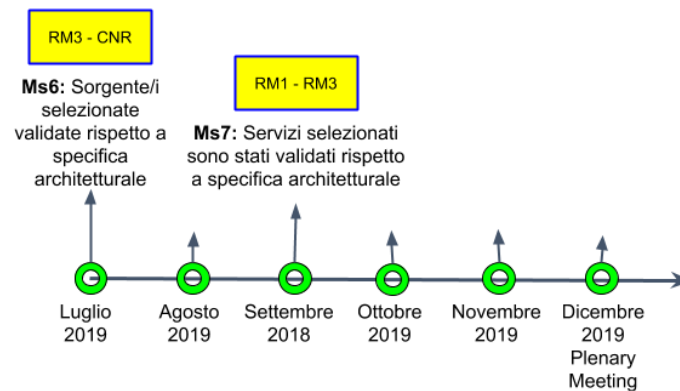 RM3 - CNR
Ms6: Sorgente/i
selezionate
validate rispetto a
specifica
architetturale
RM1 - RM3
Ms7: Servizi selezionati
sono stati validati rispetto
a specifica architetturale
Luglio
2019
Agosto
2019
Settembre
2018
Ottobre
2019
Novembre
2019
Dicembre
2019
Plenary
Meeting